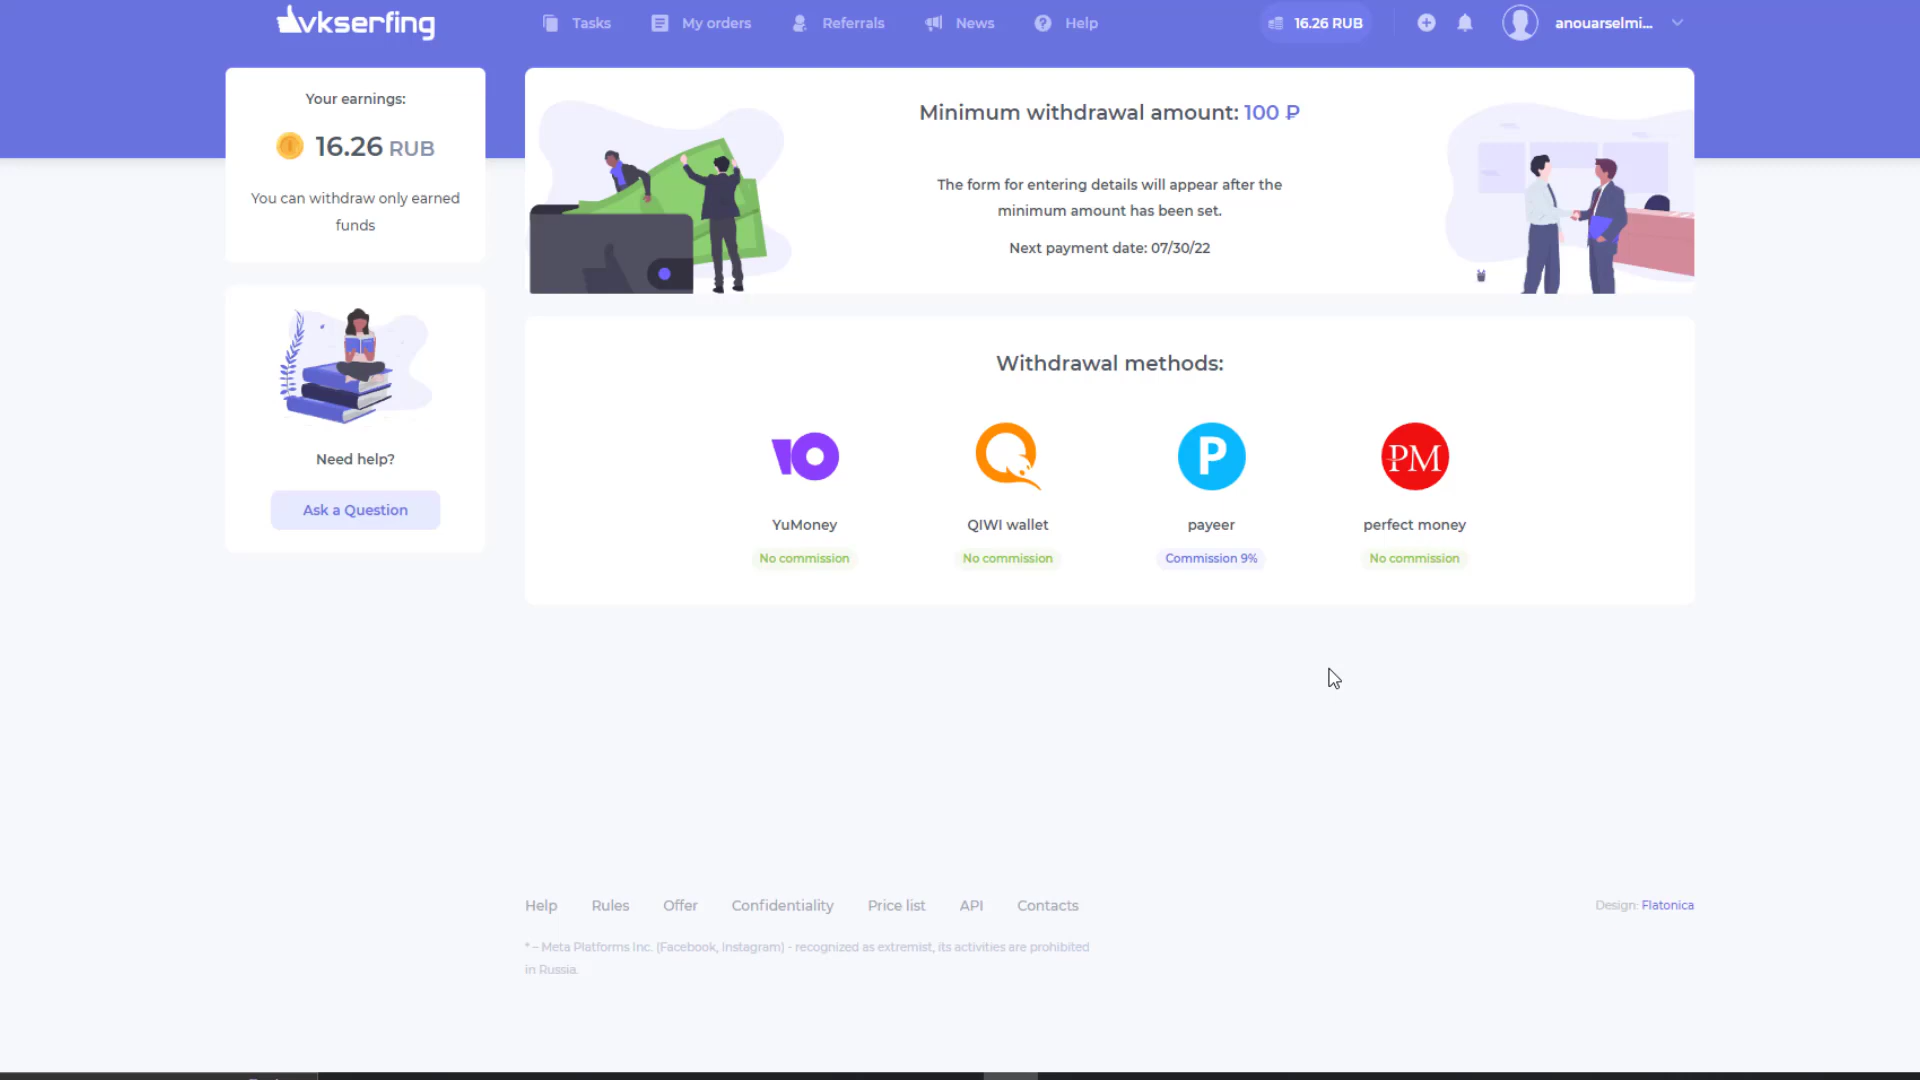 vkserfing
Tasks
My orders
Referrals
News
Help
16.26 RUB
anouarselmi...
Your earnings:
16.26 RUB
You can withdraw only earned
funds
Need help?
Ask a Question
Minimum withdrawal amount: 100 ₽
The form for entering details will appear after the
minimum amount has been set.
Next payment date: 07/30/22
Withdrawal methods:
YuMoney
No commission
QIWI wallet
No commission
P
payeer
Commission 9%
PM
perfect money
No commission
Help
Rules
Offer
Confidentiality
Price list
API
Contacts
Design: Flatonica
* – Meta Platforms Inc. (Facebook, Instagram) - recognized as extremist, its activities are prohibited
in Russia.